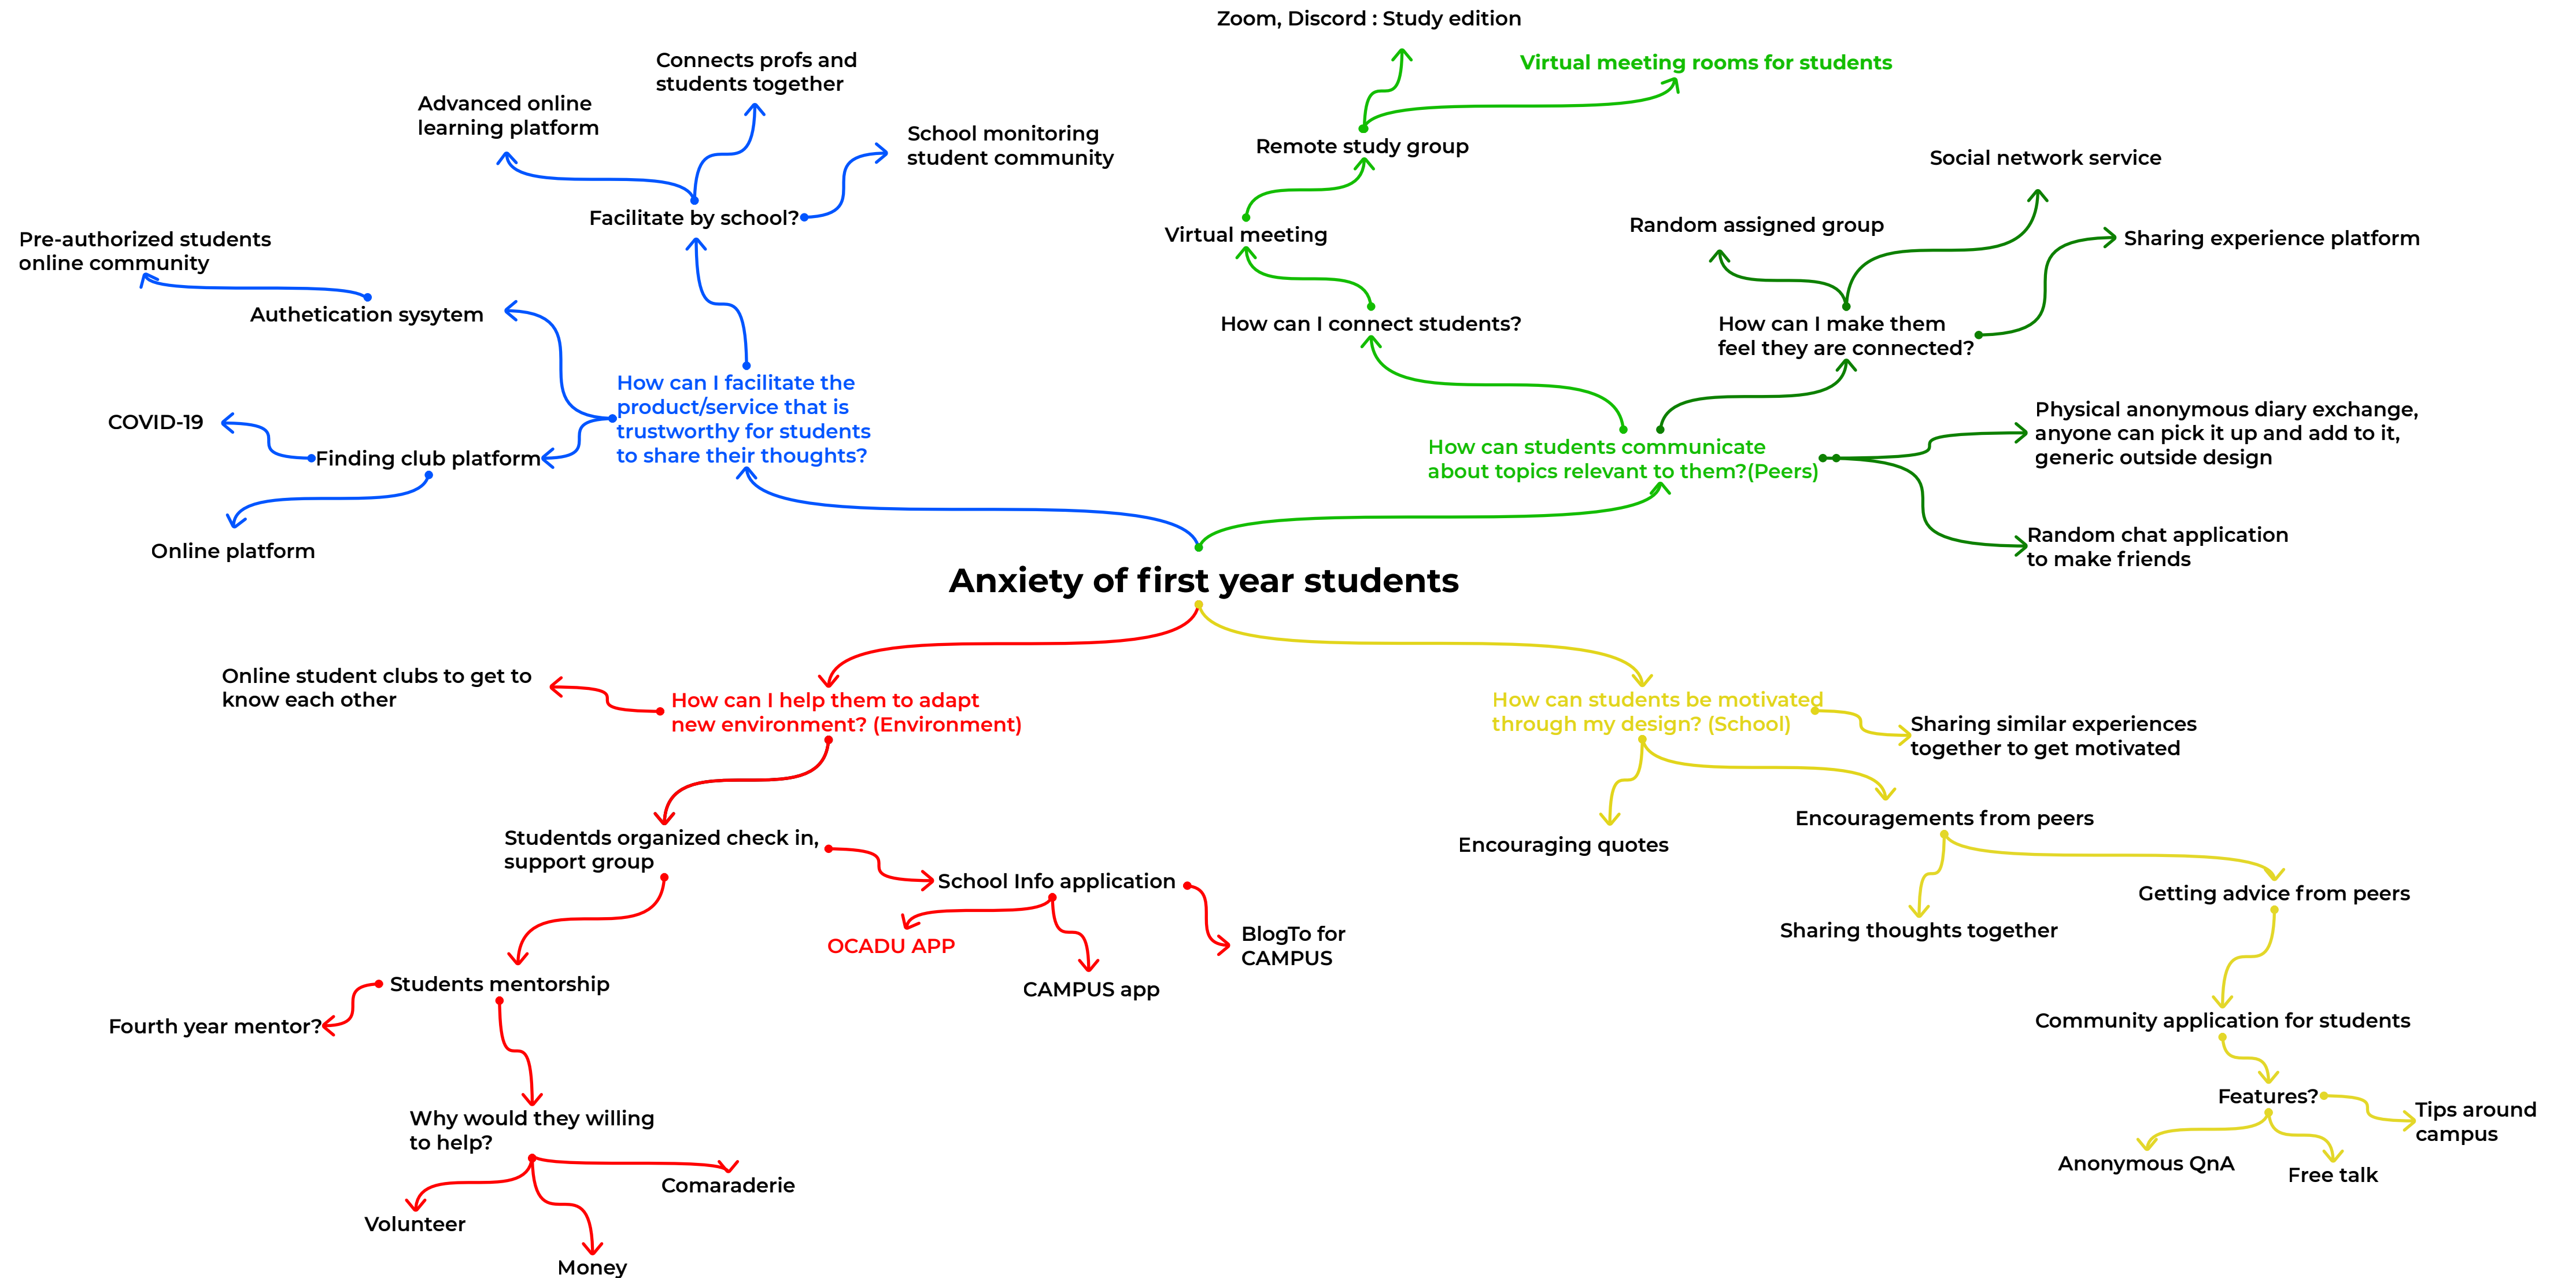 Zoom, Discord : Study edition
Connects profs and
students together
Virtual meeting rooms for students
Advanced online
learning platform
School monitoring
student community
Remote study group
Social network service
Facilitate by school?
Random assigned group
Virtual meeting
Sharing experience platform
Pre-authorized students
online community
Authetication sysytem
How can I connect students?
How can I make them
feel they are connected?
How can I facilitate the
product/service that is
trustworthy for students
to share their thoughts?
COVID-19
Finding club platform
Online platform
How can students communicate
about topics relevant to them?(Peers)
Physical anonymous diary exchange,
anyone can pick it up and add to it,
generic outside design
Random chat application
to make friends
Anxiety of first year students
Online student clubs to get to
know each other
How can I help them to adapt
new environment? (Environment)
How can students be motivated
through my design? (School)
Sharing similar experiences
together to get motivated
Studentds organized check in,
support group
Encouraging quotes
Encouragements from peers
School Info application
Getting advice from peers
OCADU APP
BlogTo for
CAMPUS
Sharing thoughts together
CAMPUS app
Students mentorship
Fourth year mentor?
Community application for students
Why would they willing
to help?
Features?
Tips around
campus
Anonymous QnA
Free talk
Comaraderie
Volunteer
Money